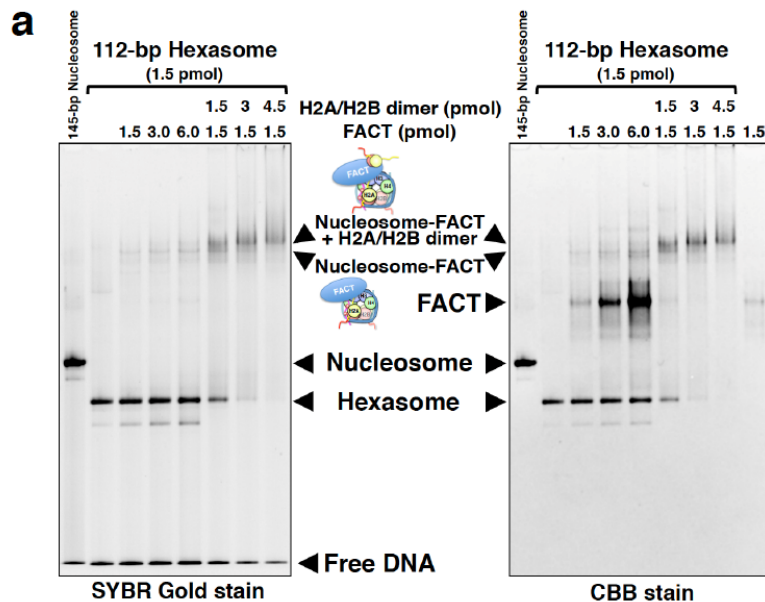 a
145-bp Nucleosome
112-bp Hexasome
(1.5 pmol)
1.5 3 4.5
1.5 3.0 6.0 1.5 1.5 1.5
H2A/H2B dimer (pmol)
FACT (pmol)
145-bp Nucleosome
112-bp Hexasome
(1.5 pmol)
1.5 3 4.5
1.5 3.0 6.0 1.5 1.5 1.5 1.5
FACT
H4
H2A
Nucleosome-FACT
+ H2A/H2B dimer
Nucleosome-FACT
FACT
H2A
FACT
Nucleosome
Hexasome
Free DNA
SYBR Gold stain
CBB stain